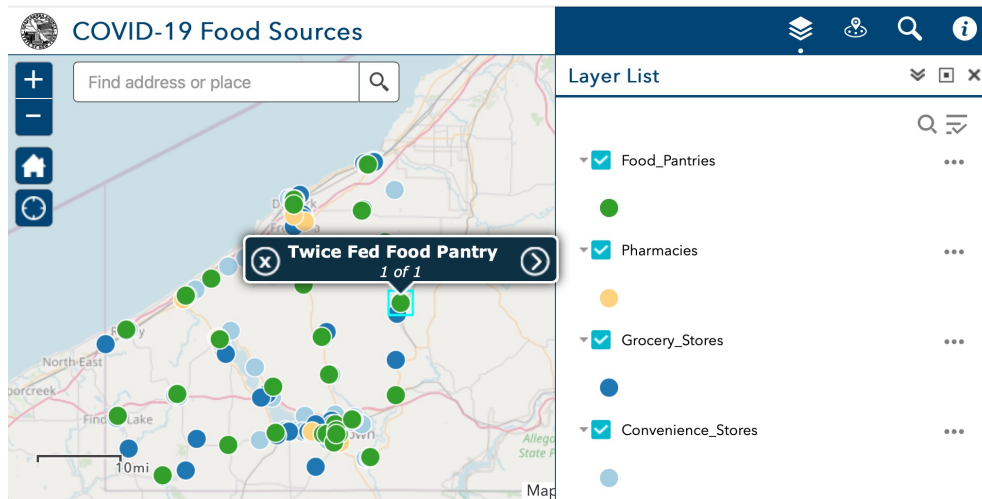 COVID-19 Food Sources
Find address or place
Layer List
Food_Pantries
Pharmacies
Grocery_Stores
Convenience_Stores
Twice Fed Food Pantry
1 of 1
North-East
Lake
10mi
Allega
State P
Map